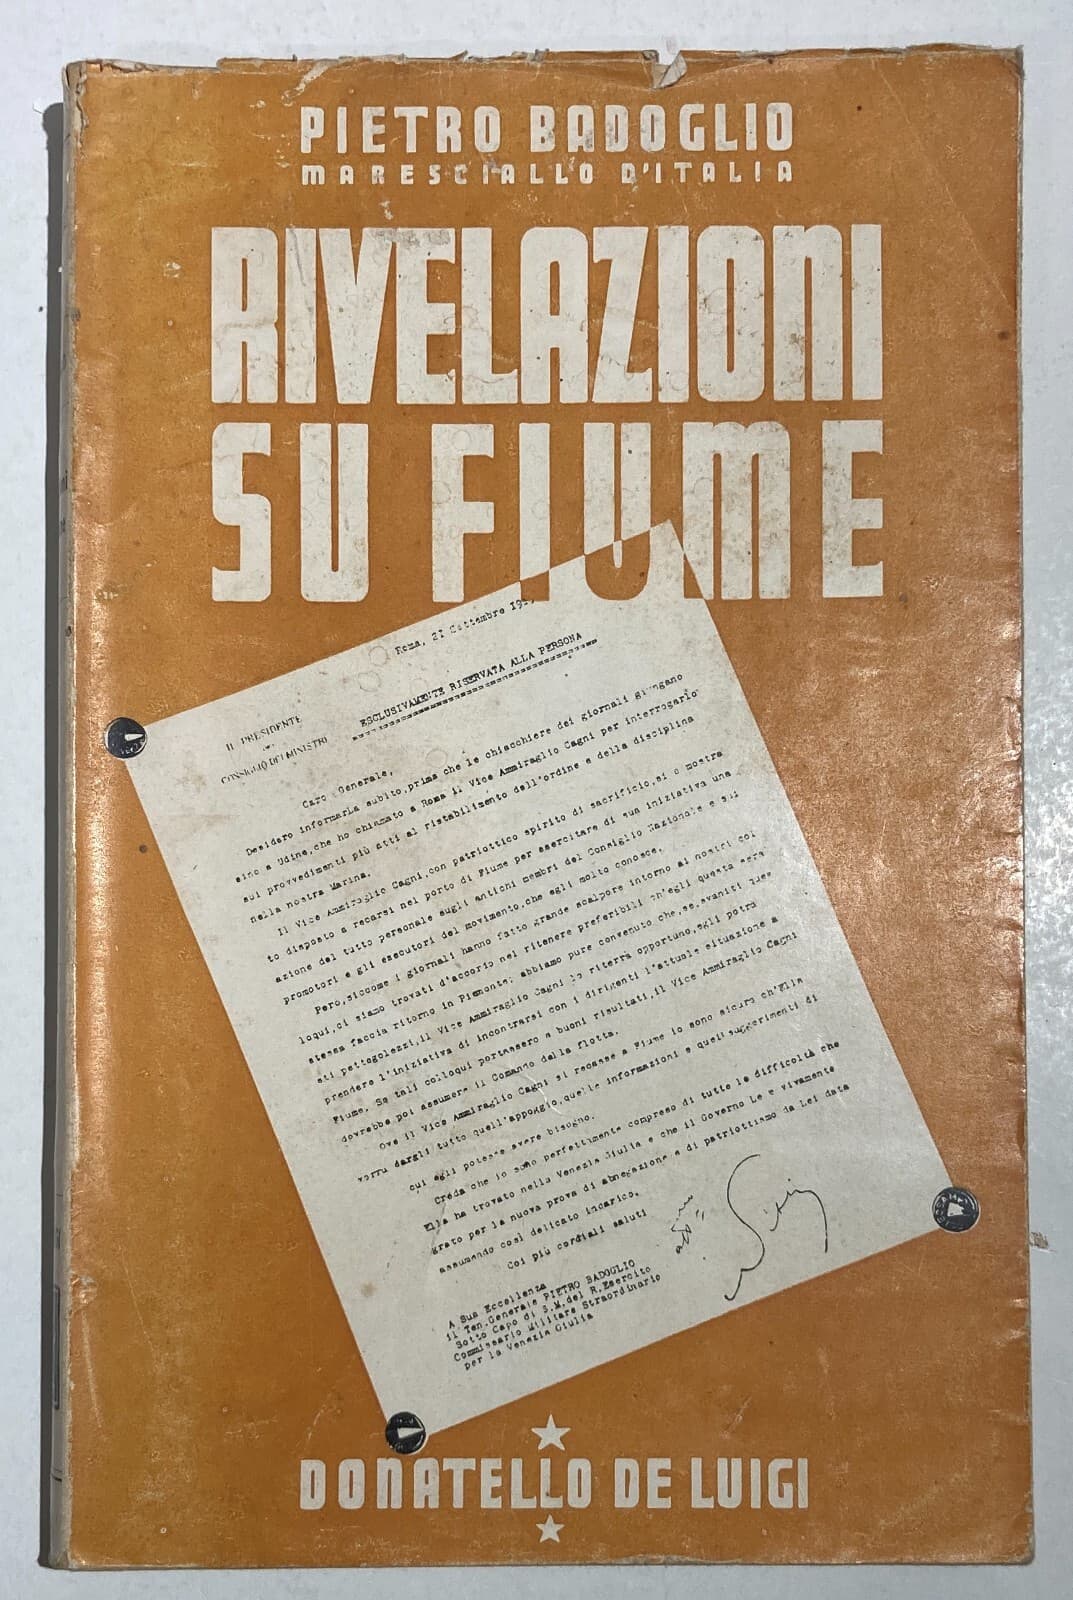 PIETRO BADOGLIO
MARESCIALLO D'ITALIA
RIVELAZIONI
SU FIUME
Roma, 21 Settembre
ESCLUSIVAMENTE RISERVATA ALLA PERSONA
IL PRESIDENTE
DEL
CONSIGLIO DEI MINISTRI
Caro Generale,
Desidero informarLa subito, prima che le chiacchiere dei giornali giungano
sino a Udine, che ho chiamato a Roma il Vice Ammiraglio Cagni per interrogarlo
sui provvedimenti più atti al ristabilimento dell'ordine e della disciplina
nella nostra Marina.
Il Vice Ammiraglio Cagni, con patriottico spirito di sacrificio, si è mostra
to disposto a recarsi nel porto di Fiume per esercitare di sua iniziativa una
azione del tutto personale sugli antichi membri del Consiglio Nazionale e sui
promotori e gli esecutori del movimento, che egli molto conosce.
Però, siccome i giornali hanno fatto grande scalpore intorno ai nostri col
loqui, ci siamo trovati d'accordo nel ritenere preferibili ch'egli questa sera
stessa faccia ritorno in Piemonte; abbiamo pure convenuto che, se, svaniti ques
ti pettegolezzi, il Vice Ammiraglio Cagni lo riterrà opportuno, egli potrà
prendere l'iniziativa di incontrarsi con i dirigenti l'attuale situazione a
Fiume. Se tali colloqui portassero a buoni risultati, il Vice Ammiraglio Cagni
dovrebbe poi assumere il Comando della flotta.
Ove il Vice Ammiraglio Cagni si recasse a Fiume io sono sicuro ch'Ella
vorrà dargli tutto quell'appoggio, quelle informazioni e quei suggerimenti di
cui egli potesse avere bisogno.
Creda che io sono perfettamente compreso di tutte le difficoltà che
Ella ha trovato nella Venezia Giulia e che il Governo Le è vivamente
grato per la nuova prova di abnegazione e di patriottismo da Lei data
assumendo così delicato incarico.
Coi più cordiali saluti
A Sua Eccellenza
il Ten. Generale PIETRO BADOGLIO
Sotto Capo di S.M. del R. Esercito
Commissario Militare Straordinario
per la Venezia Giulia
DONATELLO DE LUIGI